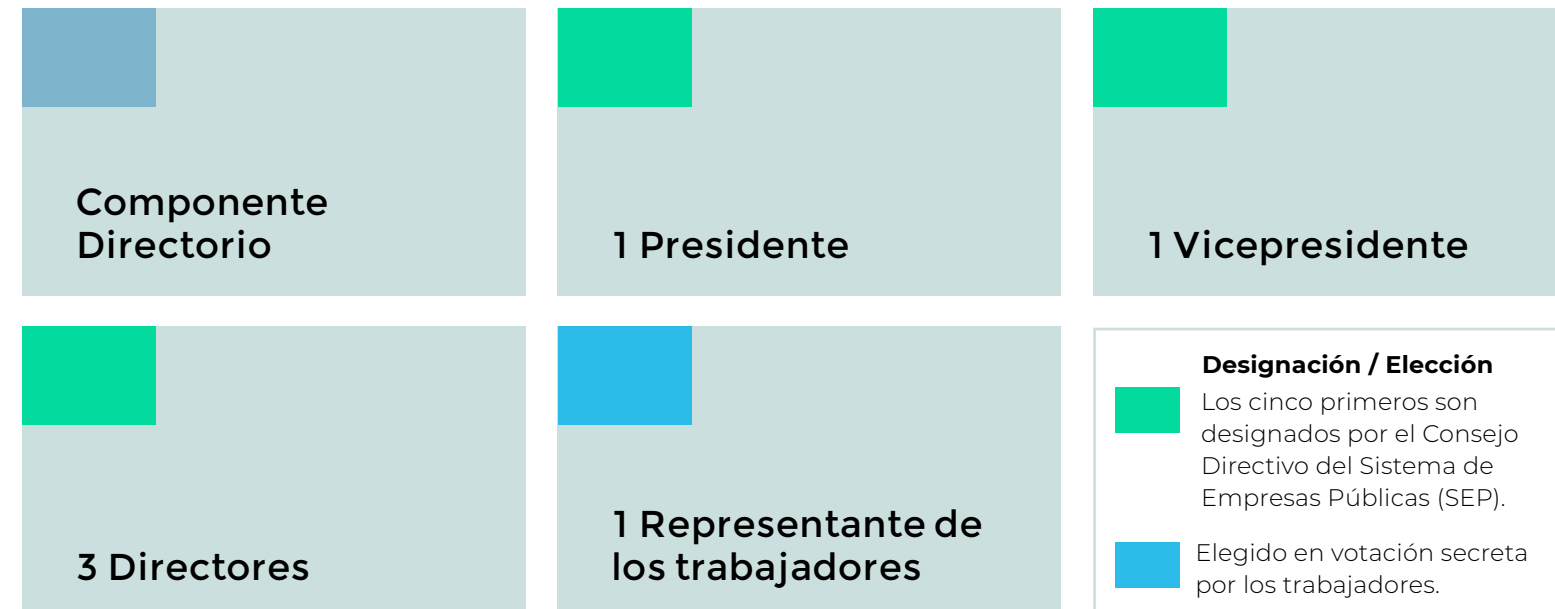 Componente
Directorio
1 Presidente
1 Vicepresidente
3 Directores
1 Representante de
los trabajadores
Designación / Elección
Los cinco primeros son
designados por el Consejo
Directivo del Sistema de
Empresas Públicas (SEP).
Elegido en votación secreta
por los trabajadores.